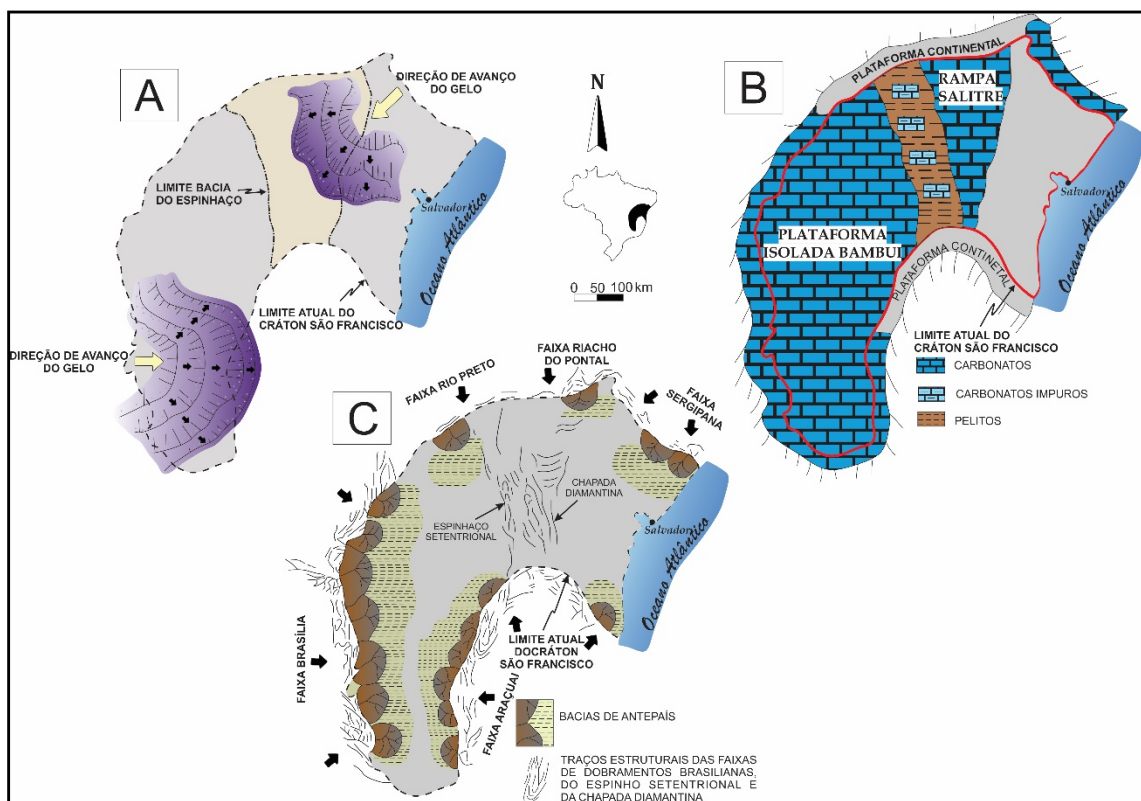 A
DIREÇÃO DE AVANÇO
DO GELO
LIMITE BACIA
DO ESPINHAÇO
Salvador
Oceano Atlântico
LIMITE ATUAL DO
CRÁTON SÃO FRANCISCO
DIREÇÃO DE AVANÇO
DO GELO
N
0 50 100 km
B
PLATAFORMA CONTINENTAL
RAMPA
SALITRE
Salvador
Oceano Atlântico
PLATAFORMA
ISOLADA BAMBUI
PLATAFORMA CONTINETAL
LIMITE ATUAL DO
CRÁTON SÃO FRANCISCO
CARBONATOS
CARBONATOS IMPUROS
PELITOS
C
FAIXA RIO PRETO
FAIXA RIACHO
DO PONTAL
FAIXA
SERGIPANA
CHAPADA
DIAMANTINA
ESPINHAÇO
SETENTRIONAL
Salvador
Oceano Atlântico
LIMITE ATUAL
DOCRÁTON
SÃO FRANCISCO
FAIXA BRASÍLIA
FAIXA ARAÇUAI
BACIAS DE ANTEPAÍS
TRAÇOS ESTRUTURAIS DAS FAIXAS
DE DOBRAMENTOS BRASILIANAS,
DO ESPINHO SETENTRIONAL E
DA CHAPADA DIAMANTINA